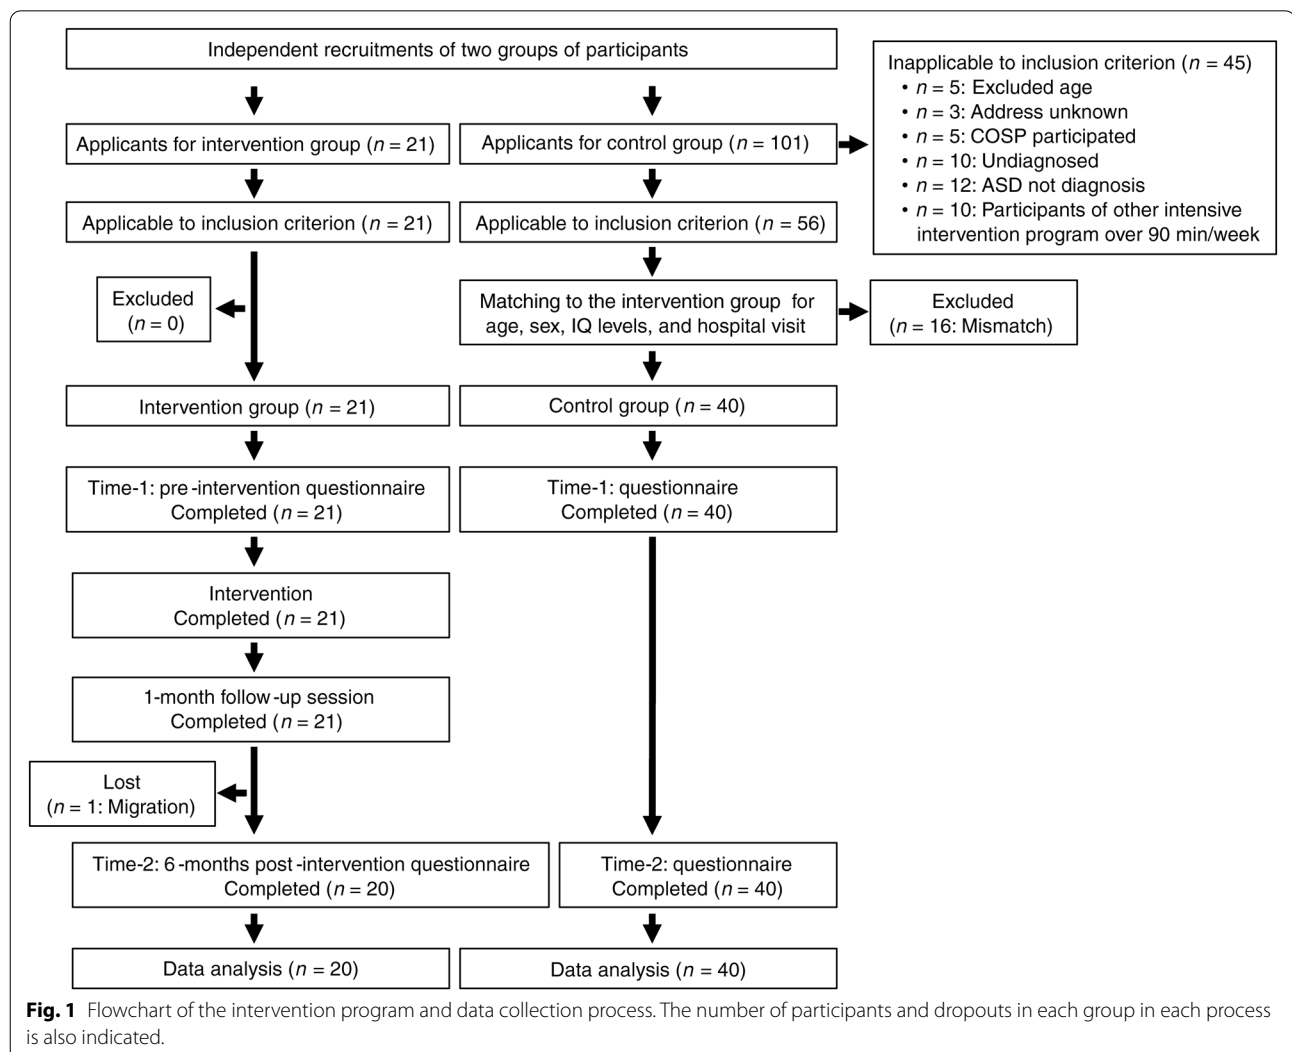 Independent recruitments of two groups of participants
Applicants for intervention group (n = 21)
Applicants for control group (n = 101)
Inapplicable to inclusion criterion (n = 45)
• n = 5: Excluded age
• n = 3: Address unknown
• n = 5: COSP participated
• n = 10: Undiagnosed
• n = 12: ASD not diagnosis
• n = 10: Participants of other intensive
intervention program over 90 min/week
Applicable to inclusion criterion (n = 21)
Applicable to inclusion criterion (n = 56)
Excluded
(n = 0)
Matching to the intervention group for
age, sex, IQ levels, and hospital visit
Excluded
(n = 16: Mismatch)
Intervention group (n = 21)
Control group (n = 40)
Time-1: pre-intervention questionnaire
Completed (n = 21)
Time-1: questionnaire
Completed (n = 40)
Intervention
Completed (n = 21)
1-month follow-up session
Completed (n = 21)
Lost
(n = 1: Migration)
Time-2: 6-months post-intervention questionnaire
Completed (n = 20)
Time-2: questionnaire
Completed (n = 40)
Data analysis (n = 20)
Data analysis (n = 40)
Fig. 1 Flowchart of the intervention program and data collection process. The number of participants and dropouts in each group in each process
is also indicated.